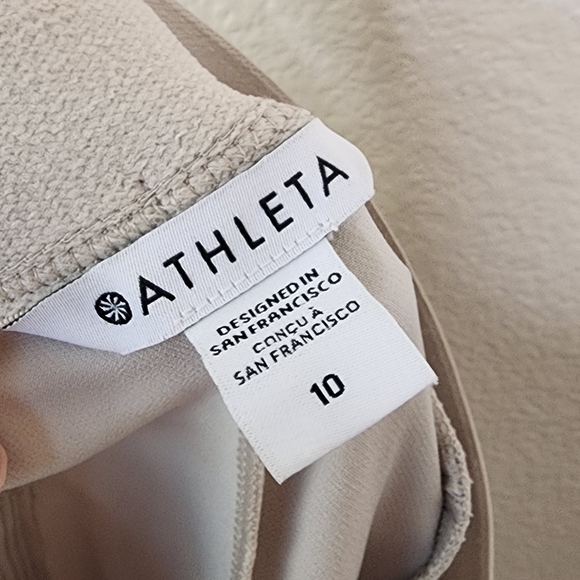 ATHLETA
DESIGNED IN
SAN FRANCISCO
CONÇU À
SAN FRANCISCO
10